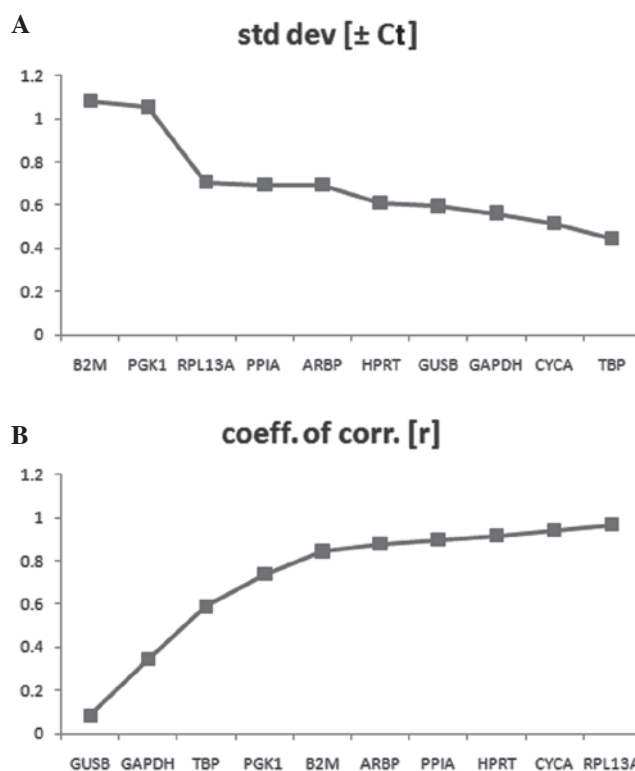 A
std dev [± Ct]
1.2
1
0.8
0.6
0.4
0.2
0
B2M PGK1 RPL13A PPIA ARBP HPRT GUSB GAPDH CYCA TBP
B
coeff. of corr. [r]
1.2
1
0.8
0.6
0.4
0.2
0
GUSB GAPDH TBP PGK1 B2M ARBP PPIA HPRT CYCA RPL13A